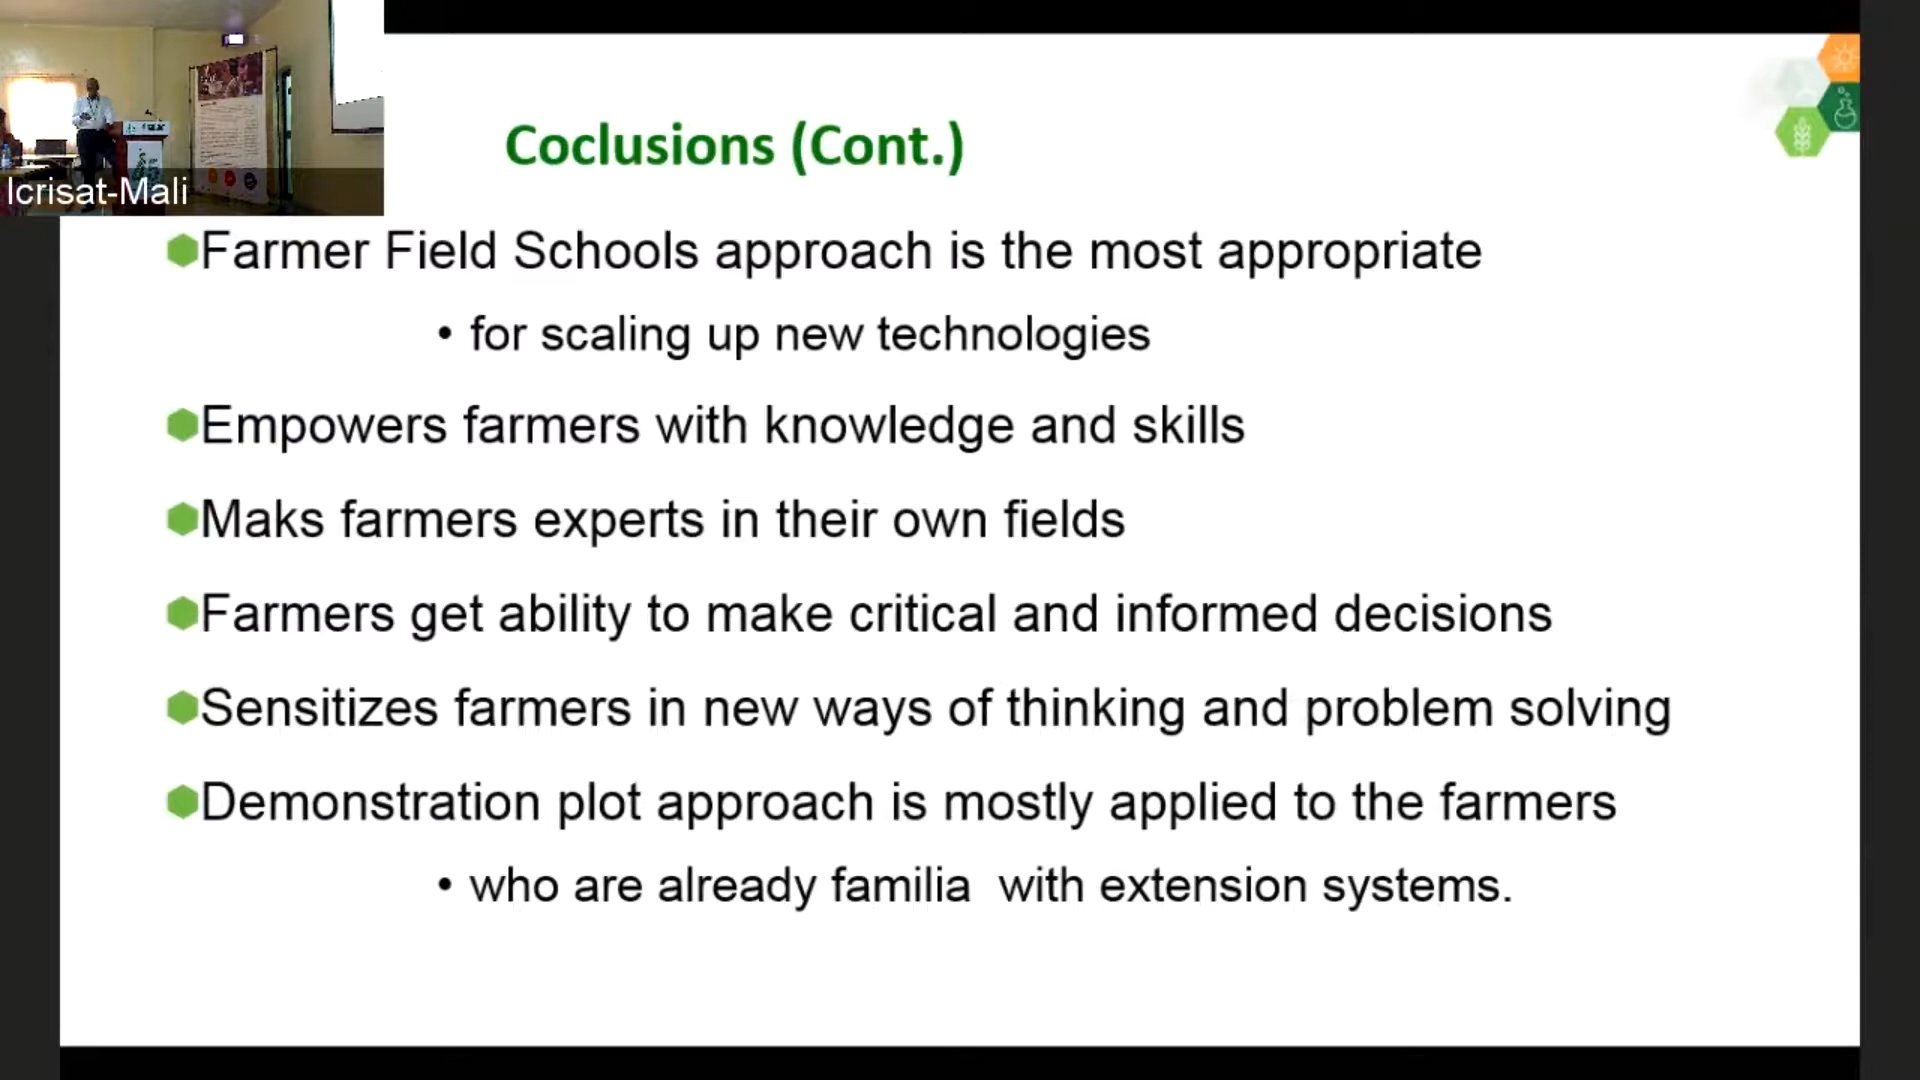 Icrisat-Mali
Coclusions (Cont.)
Farmer Field Schools approach is the most appropriate
• for scaling up new technologies
Empowers farmers with knowledge and skills
Maks farmers experts in their own fields
Farmers get ability to make critical and informed decisions
Sensitizes farmers in new ways of thinking and problem solving
Demonstration plot approach is mostly applied to the farmers
• who are already familia  with extension systems.